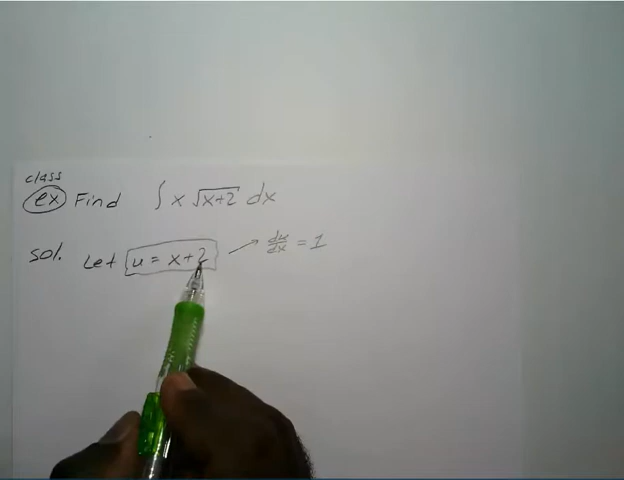 class
ex Find ∫ x √x+2 dx
sol. Let u = x+2 → du/dx = 1